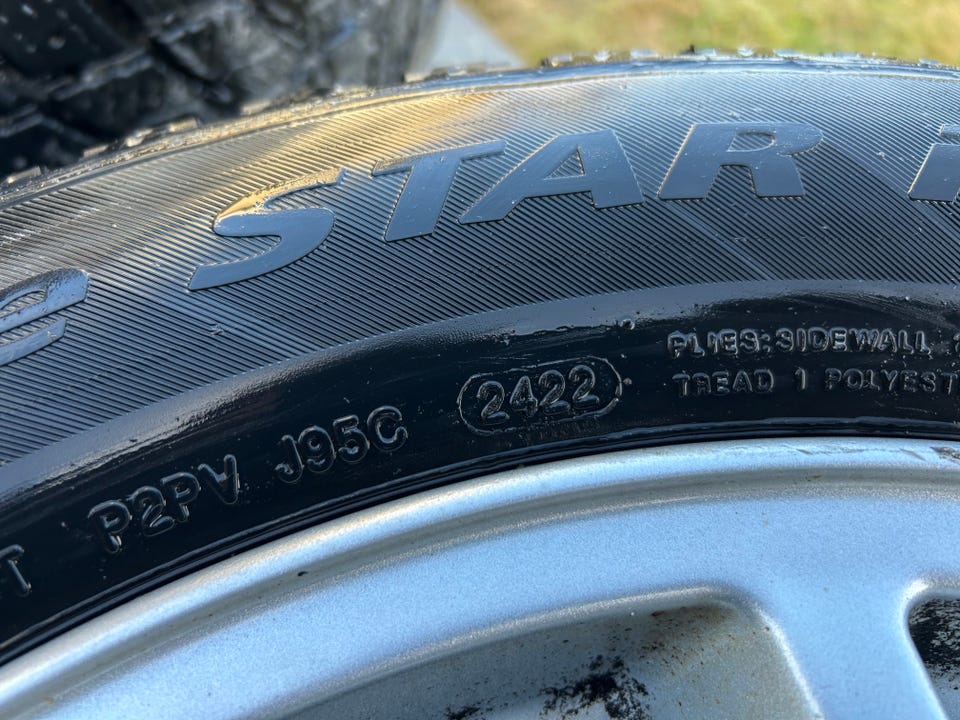 STAR
PLIES: SIDEWALL
TREAD 1 POLYEST
P2PV J95C 2422